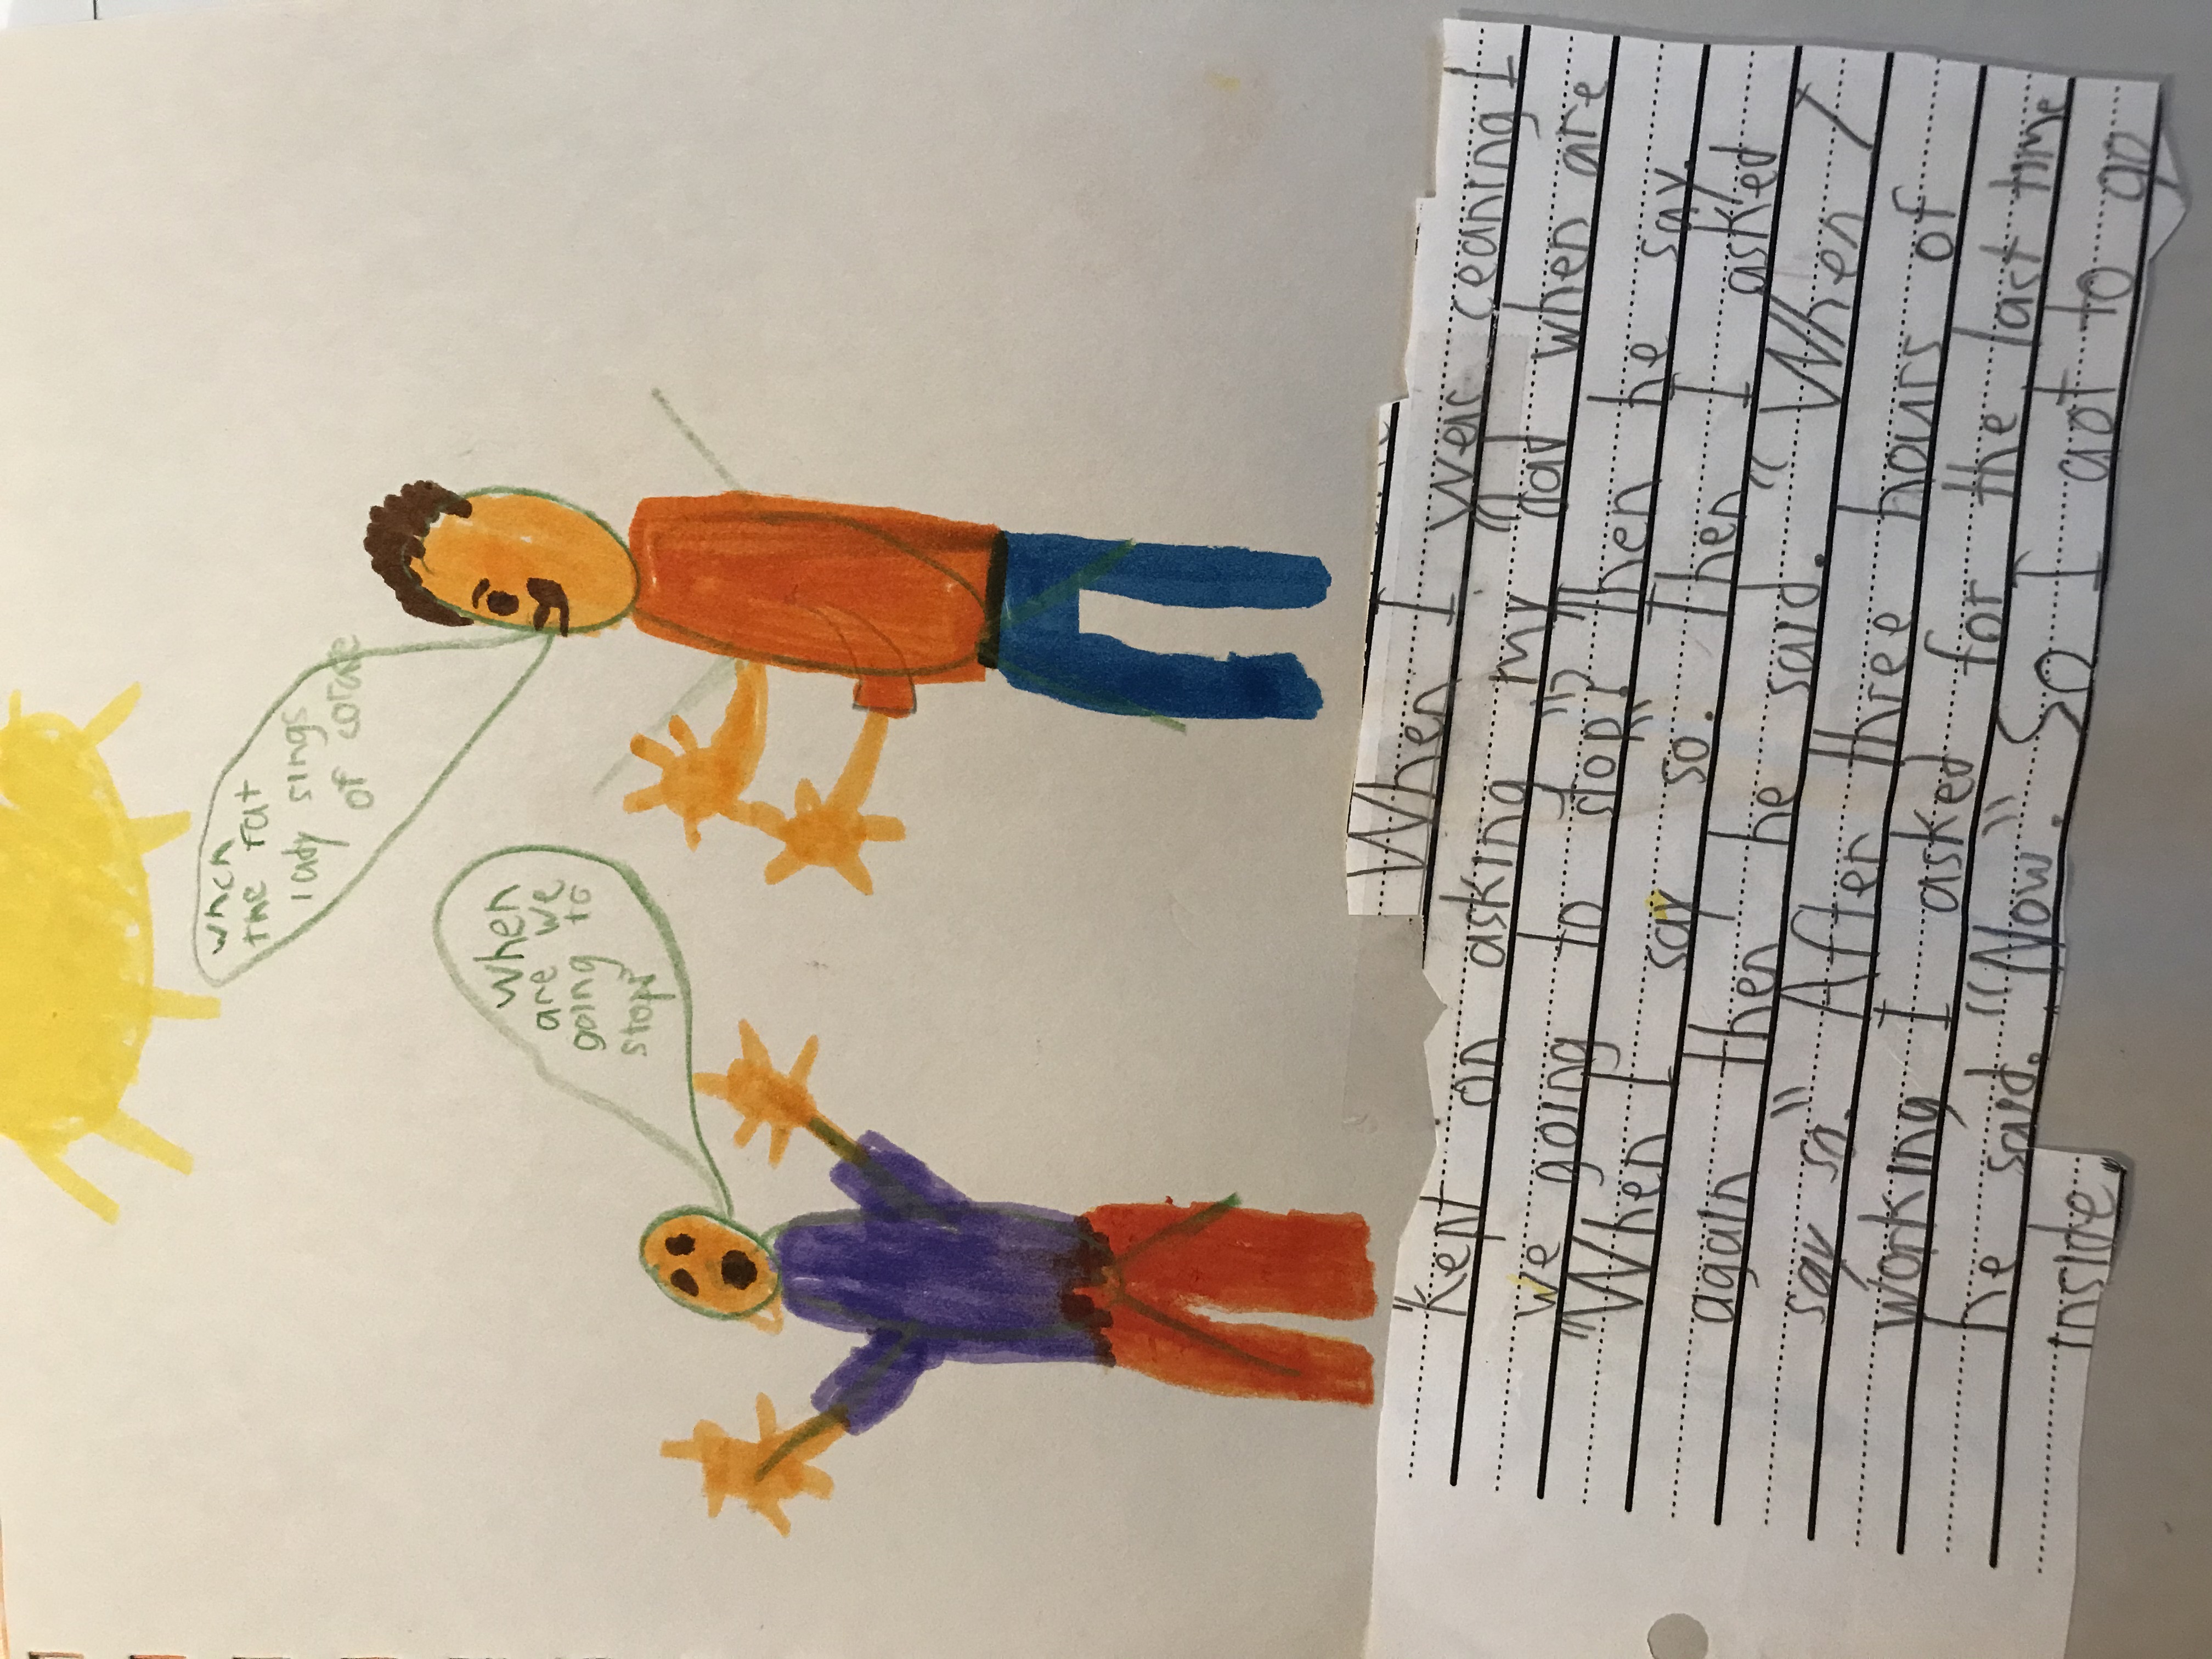 when
the fat
lady sings
of corase
when
are we
going to
stop?
When I wear ceaning I
kept on asking my "dad when are
we going to stop"? Then he say.
"When I say so." Then I asked
again then he said. "When I
say so." After three hours of
working I asked for the last time
he said. "Now". So I got to go
inside.